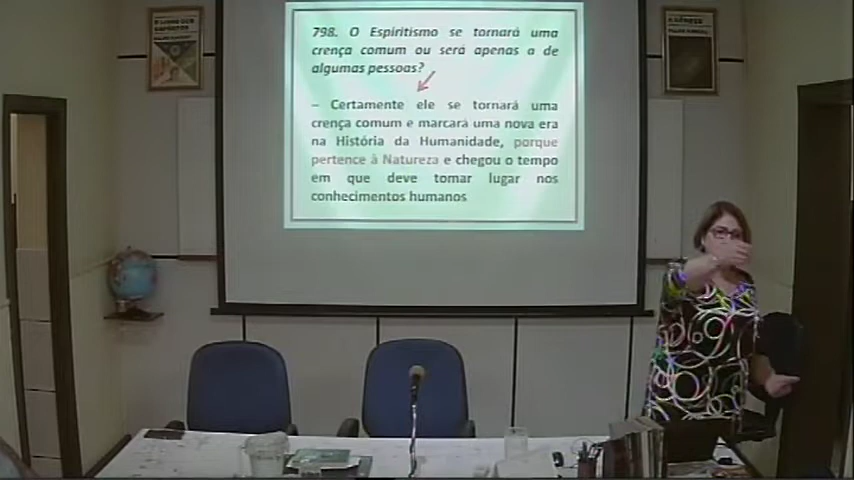 798. O Espiritismo se tornará uma
crença comum ou será apenas a de
algumas pessoas?
– Certamente ele se tornará uma
crença comum e marcará uma nova era
na História da Humanidade, porque
pertence à Natureza e chegou o tempo
em que deve tomar lugar nos
conhecimentos humanos